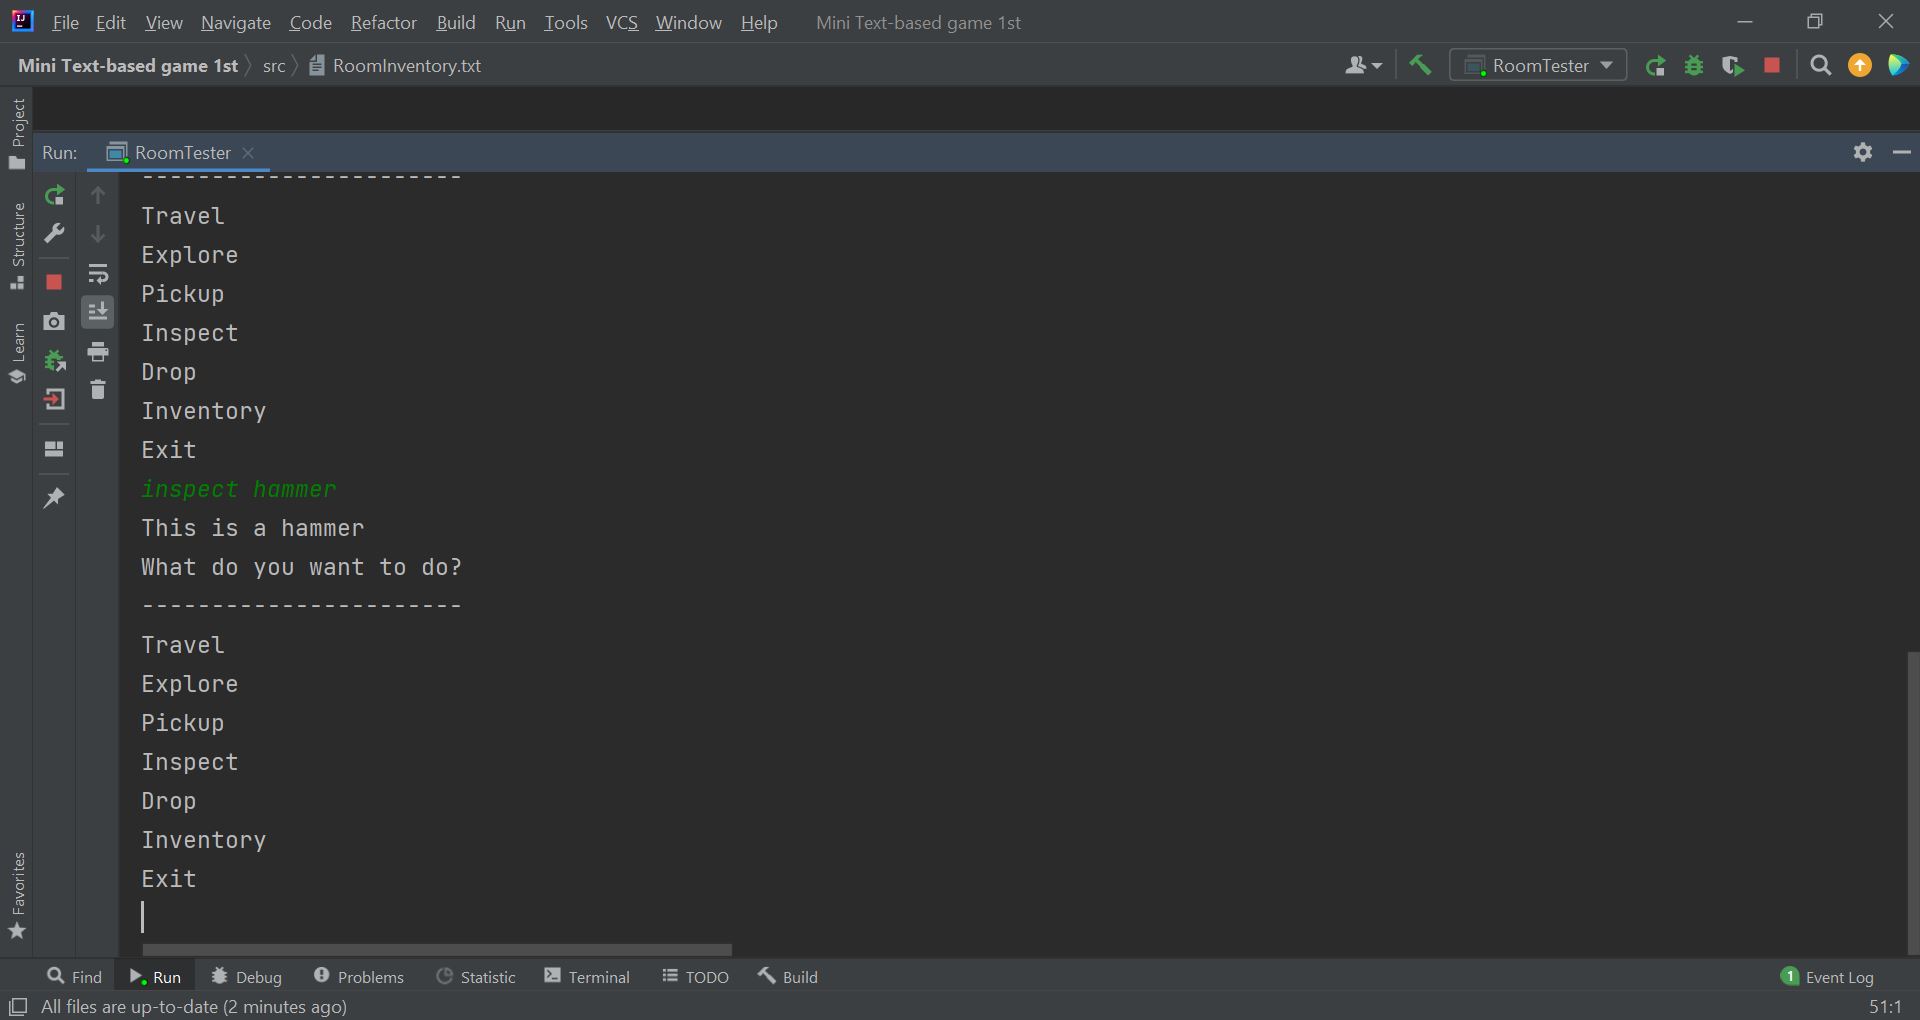 File Edit View Navigate Code Refactor Build Run Tools VCS Window Help Mini Text-based game 1st
Mini Text-based game 1st src RoomInventory.txt RoomTester
Project
Structure
Learn
Favorites
Run: RoomTester
-----------------------
Travel
Explore
Pickup
Inspect
Drop
Inventory
Exit
inspect hammer
This is a hammer
What do you want to do?
-----------------------
Travel
Explore
Pickup
Inspect
Drop
Inventory
Exit
Find Run Debug Problems Statistic Terminal TODO Build 1 Event Log
All files are up-to-date (2 minutes ago) 51:1